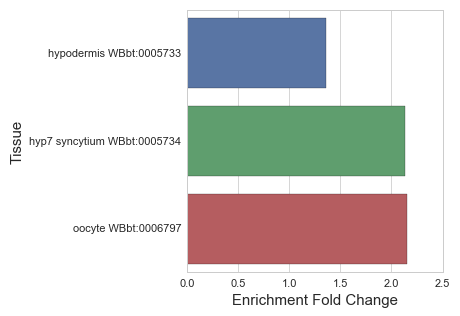 Tissue
hypodermis WBbt:0005733
hyp7 syncytium WBbt:0005734
oocyte WBbt:0006797
0.0 0.5 1.0 1.5 2.0 2.5
Enrichment Fold Change